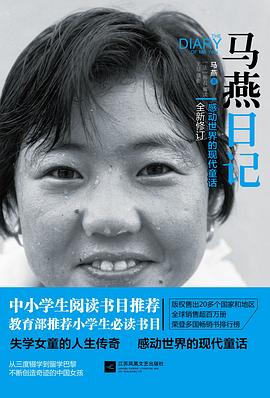 THE
DIARY
OF MA YAN
马燕日记
马燕 著
感动世界的现代童话
全新修订
中小学生阅读书目推荐
教育部推荐小学生必读书目
版权售出20多个国家和地区
全球销售超百万册
荣登多国畅销书排行榜
失学女童的人生传奇 感动世界的现代童话
从三度辍学到留学巴黎
不断创造奇迹的中国女孩
江苏凤凰文艺出版社